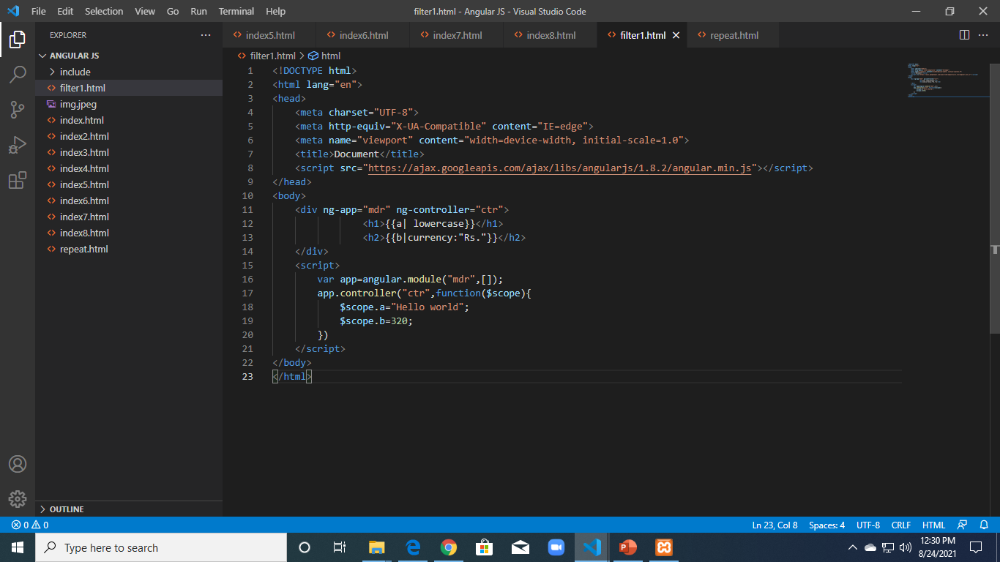 File Edit Selection View Go Run Terminal Help filter1.html - Angular JS - Visual Studio Code
EXPLORER
index5.html index6.html index7.html index8.html filter1.html repeat.html
ANGULAR JS
include
filter1.html
img.jpeg
index.html
index2.html
index3.html
index4.html
index5.html
index6.html
index7.html
index8.html
repeat.html
OUTLINE
filter1.html > html
1 <!DOCTYPE html>
2 <html lang="en">
3 <head>
4 <meta charset="UTF-8">
5 <meta http-equiv="X-UA-Compatible" content="IE=edge">
6 <meta name="viewport" content="width=device-width, initial-scale=1.0">
7 <title>Document</title>
8 <script src="https://ajax.googleapis.com/ajax/libs/angularjs/1.8.2/angular.min.js"></script>
9 </head>
10 <body>
11 <div ng-app="mdr" ng-controller="ctr">
12 <h1>{{a| lowercase}}</h1>
13 <h2>{{b|currency:"Rs."}}</h2>
14 </div>
15 <script>
16 var app=angular.module("mdr",[]);
17 app.controller("ctr",function($scope){
18 $scope.a="Hello world";
19 $scope.b=320;
20 })
21 </script>
22 </body>
23 </html>
0 0 Ln 23, Col 8 Spaces: 4 UTF-8 CRLF HTML
Type here to search
12:30 PM
8/24/2021